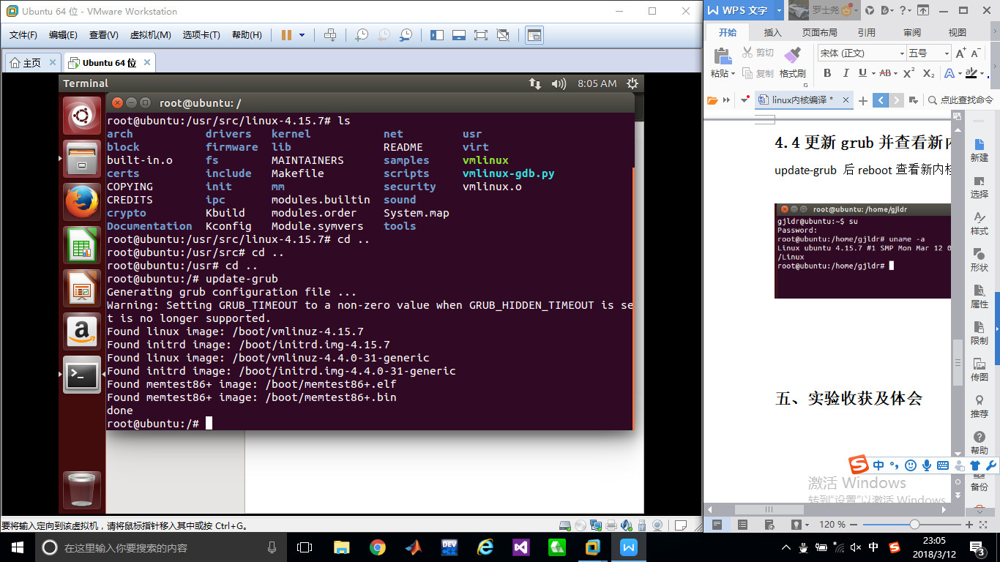 Ubuntu 64 位 - VMware Workstation
文件(F) 编辑(E) 查看(V) 虚拟机(M) 选项卡(T) 帮助(H)
主页 Ubuntu 64 位
Terminal 8:05 AM
root@ubuntu: /
root@ubuntu:/usr/src/linux-4.15.7# ls
arch drivers kernel net usr
block firmware lib README virt
built-in.o fs MAINTAINERS samples vmlinux
certs include Makefile scripts vmlinux-gdb.py
COPYING init mm security vmlinux.o
CREDITS ipc modules.builtin sound
crypto Kbuild modules.order System.map
Documentation Kconfig Module.symvers tools
root@ubuntu:/usr/src/linux-4.15.7# cd ..
root@ubuntu:/usr/src# cd ..
root@ubuntu:/usr# cd ..
root@ubuntu:/# update-grub
Generating grub configuration file ...
Warning: Setting GRUB_TIMEOUT to a non-zero value when GRUB_HIDDEN_TIMEOUT is se
t is no longer supported.
Found linux image: /boot/vmlinuz-4.15.7
Found initrd image: /boot/initrd.img-4.15.7
Found linux image: /boot/vmlinuz-4.4.0-31-generic
Found initrd image: /boot/initrd.img-4.4.0-31-generic
Found memtest86+ image: /boot/memtest86+.elf
Found memtest86+ image: /boot/memtest86+.bin
done
root@ubuntu:/#
要将输入定向到该虚拟机，请将鼠标指针移入其中或按 Ctrl+G。
WPS 文字 罗士尧
开始 插入 页面布局 引用 审阅 视图
粘贴 剪切 复制 格式刷 宋体 (正文) 五号
B I U AB X² X₂ A ab A
linux内核编译 * 点此查找命令
4.4 更新 grub 并查看新内
update-grub 后 reboot 查看新内核
root@ubuntu: /home/gjldr
gjldr@ubuntu:~$ su
Password:
root@ubuntu:/home/gjldr# uname -a
Linux ubuntu 4.15.7 #1 SMP Mon Mar 12 0
/Linux
root@ubuntu:/home/gjldr#
五、实验收获及体会
新建
选择
样式
形状
属性
限制
传图
推荐
帮助
备份
中
激活 Windows
转到"设置"以激活 Windows
120 %
在这里输入你要搜索的内容
DEV
中
23:05
2018/3/12
3